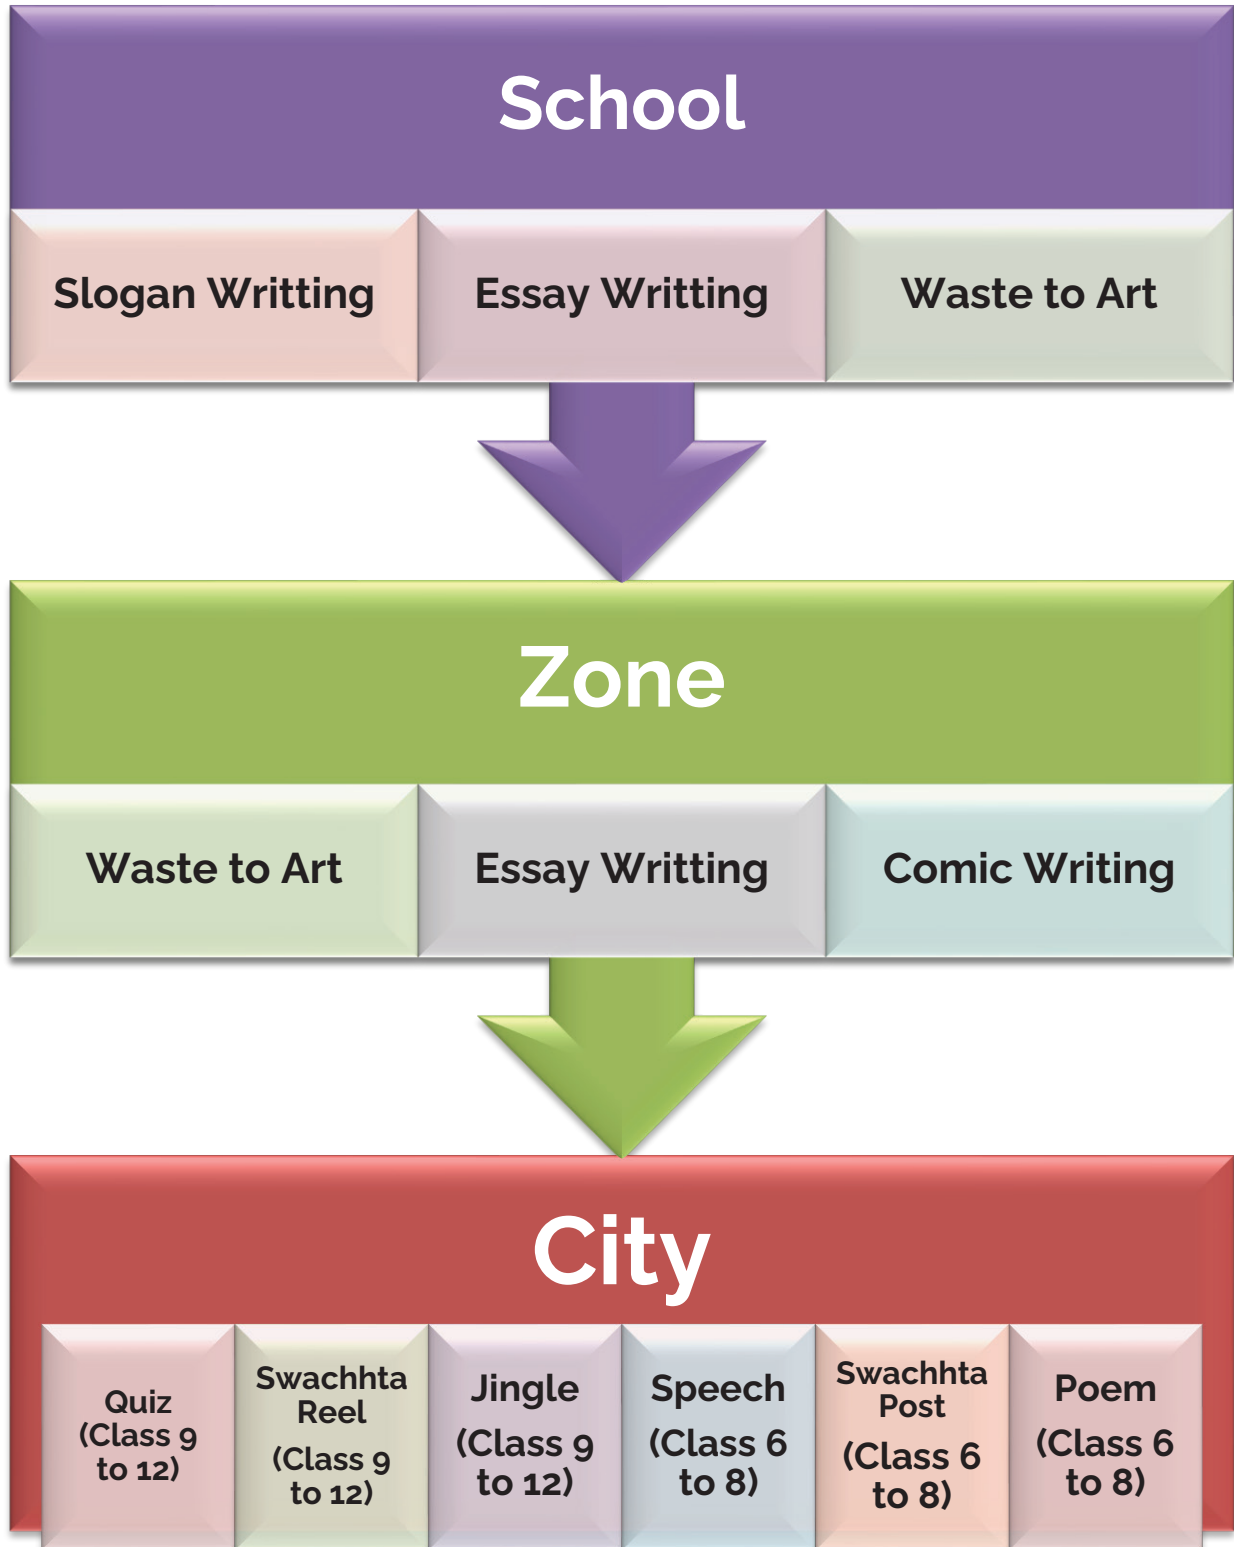 School
Slogan Writting
Essay Writting
Waste to Art
Zone
Waste to Art
Essay Writting
Comic Writing
City
Quiz
(Class 9
to 12)
Swachhta
Reel
(Class 9
to 12)
Jingle
(Class 9
to 12)
Speech
(Class 6
to 8)
Swachhta
Post
(Class 6
to 8)
Poem
(Class 6
to 8)